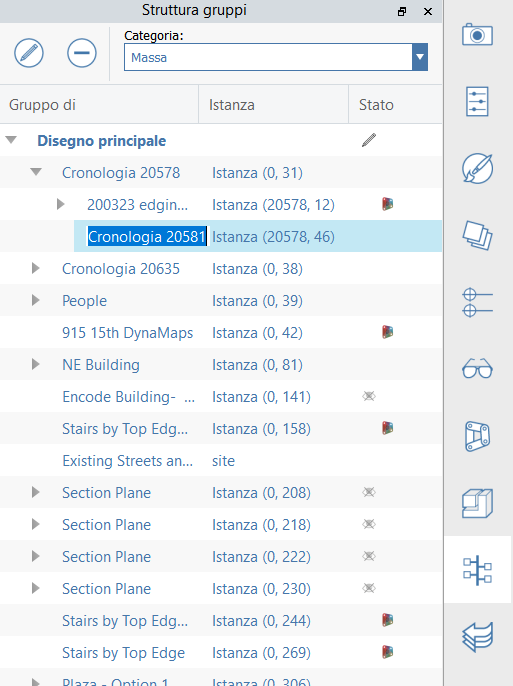 Struttura gruppi
Categoria:
Massa
Gruppo di Istanza Stato
Disegno principale
Cronologia 20578 Istanza (0, 31)
200323 edgin... Istanza (20578, 12)
Cronologia 20581 Istanza (20578, 46)
Cronologia 20635 Istanza (0, 38)
People Istanza (0, 39)
915 15th DynaMaps Istanza (0, 42)
NE Building Istanza (0, 81)
Encode Building- ... Istanza (0, 141)
Stairs by Top Edg... Istanza (0, 158)
Existing Streets an... site
Section Plane Istanza (0, 208)
Section Plane Istanza (0, 218)
Section Plane Istanza (0, 222)
Section Plane Istanza (0, 230)
Stairs by Top Edg... Istanza (0, 244)
Stairs by Top Edge Istanza (0, 269)
Plaza - Option 1 Istanza (0, 306)